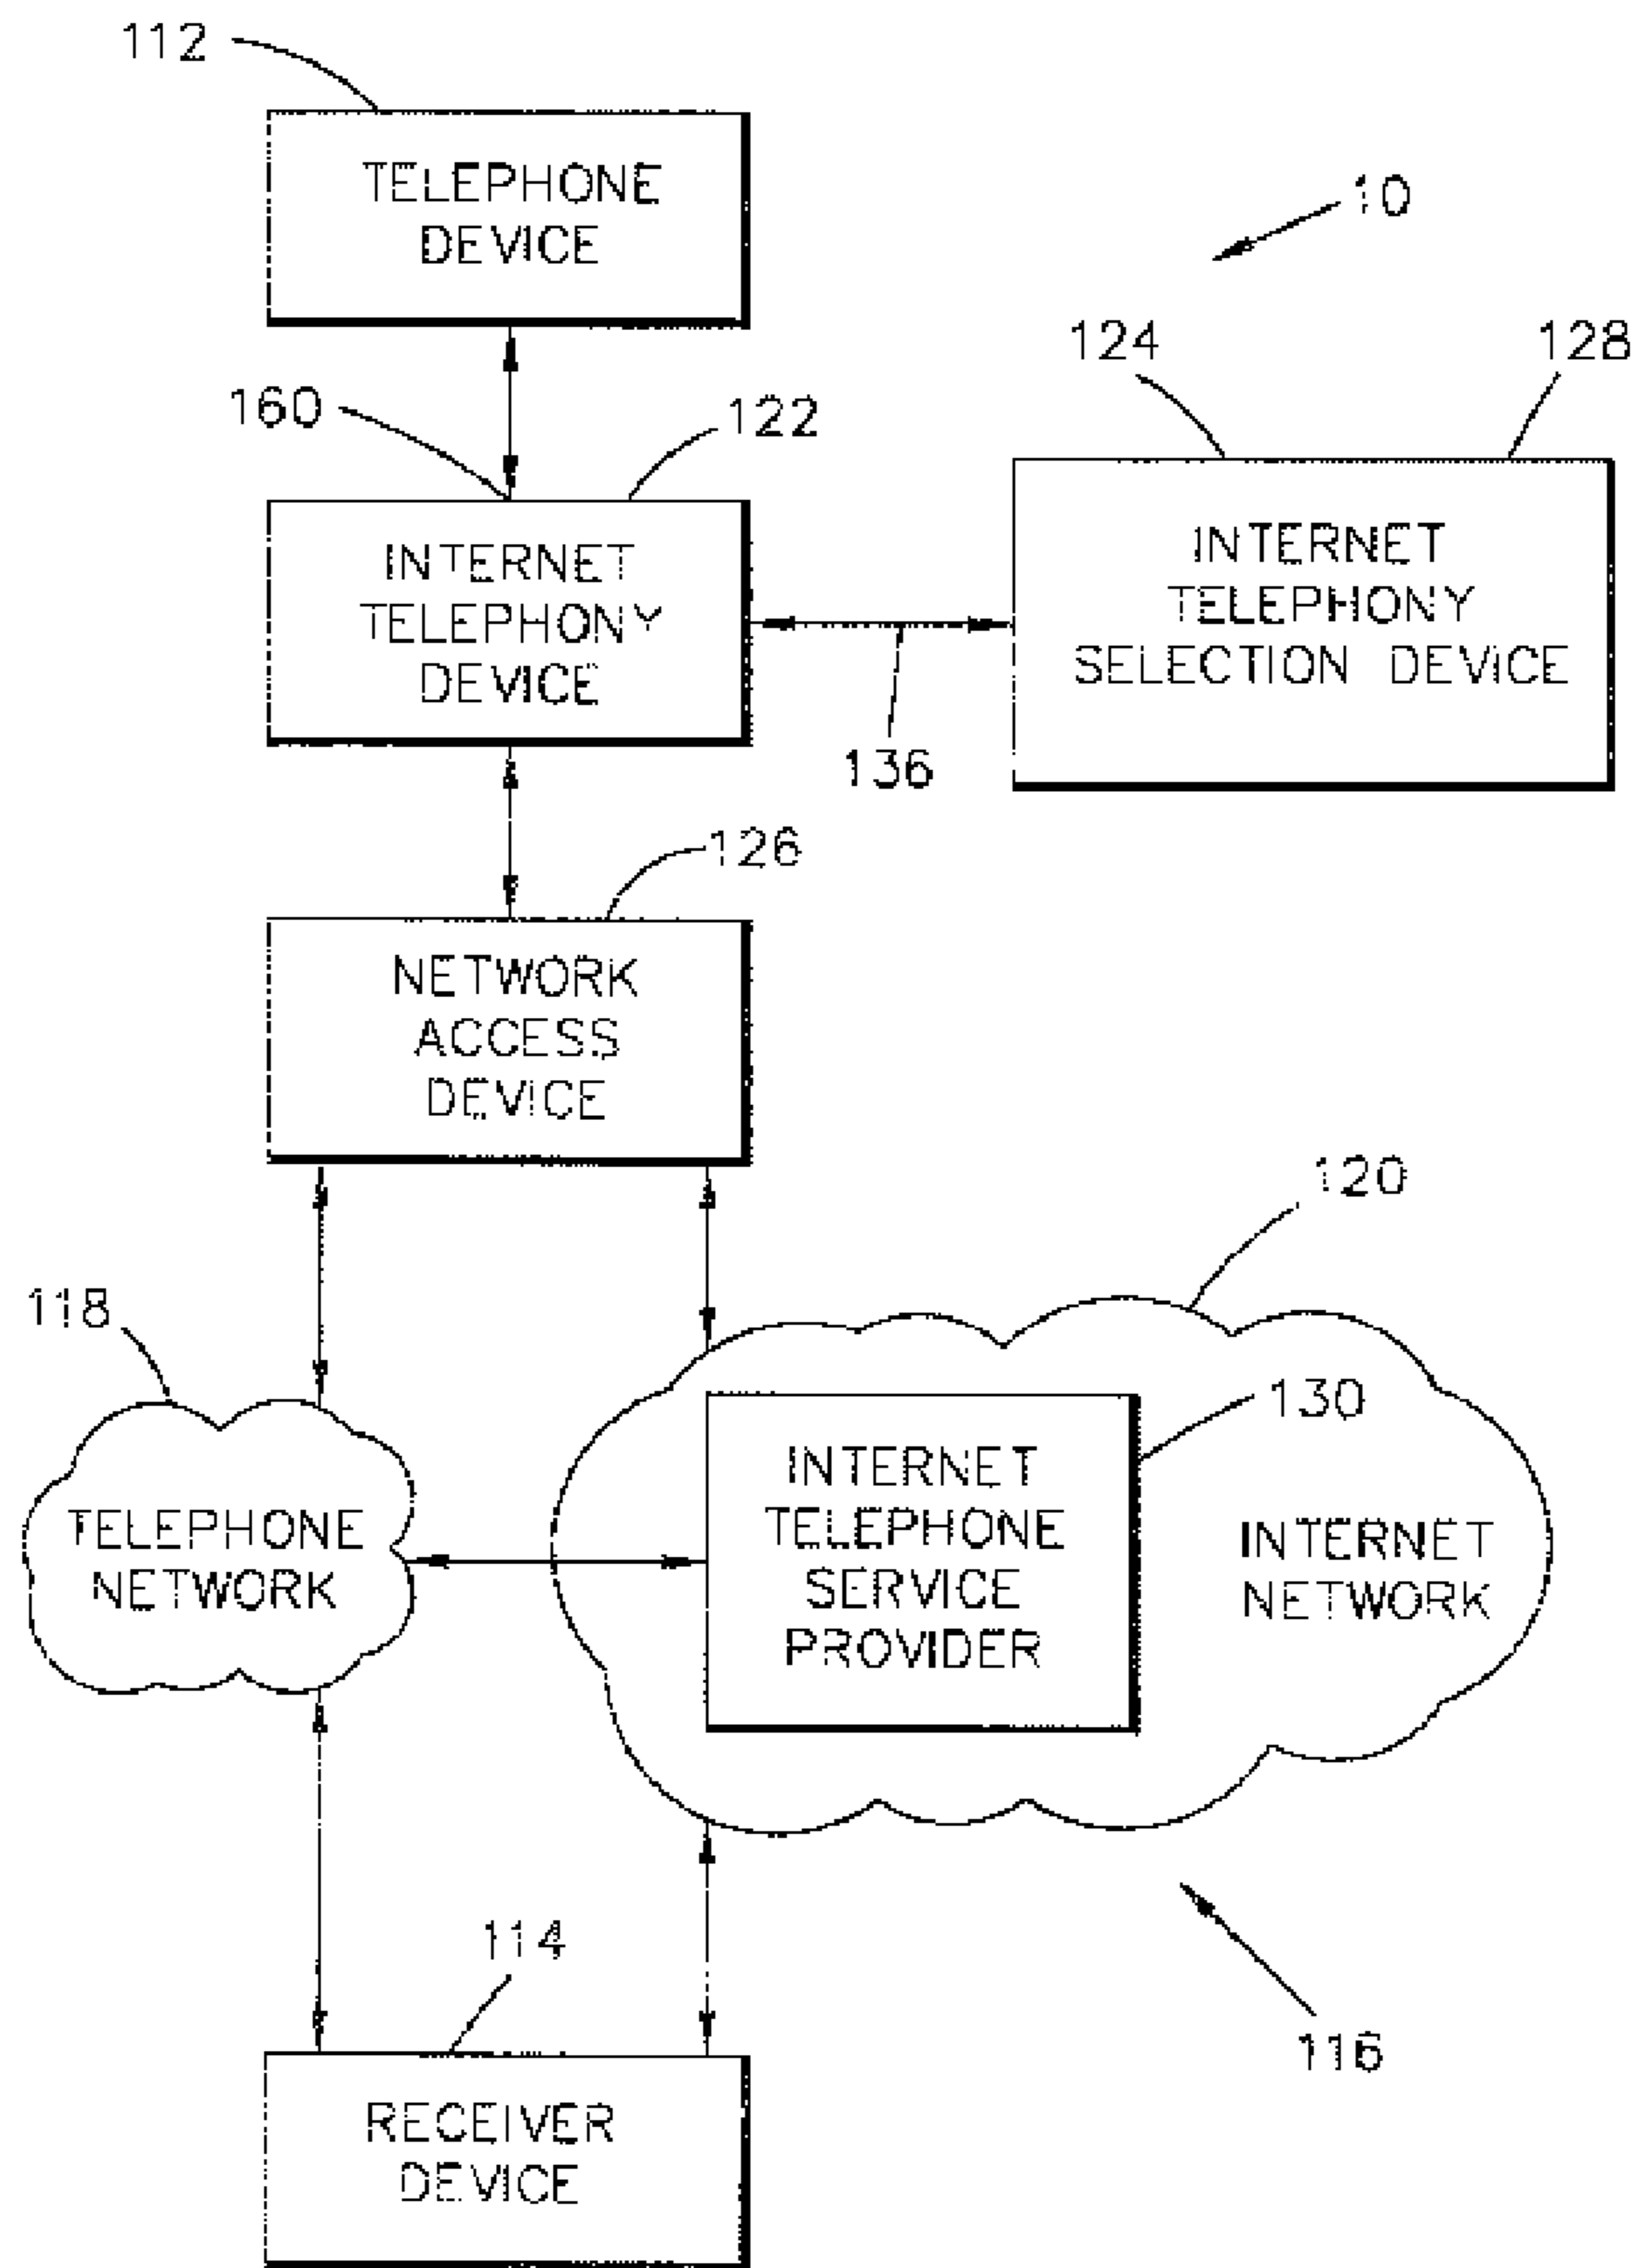 112
TELEPHONE
DEVICE
10
124
128
160
122
INTERNET
TELEPHONY
DEVICE
INTERNET
TELEPHONY
SELECTION DEVICE
136
126
NETWORK
ACCESS
DEVICE
120
118
130
TELEPHONE
NETWORK
INTERNET
TELEPHONE
SERVICE
PROVIDER
INTERNET
NETWORK
114
116
RECEIVER
DEVICE